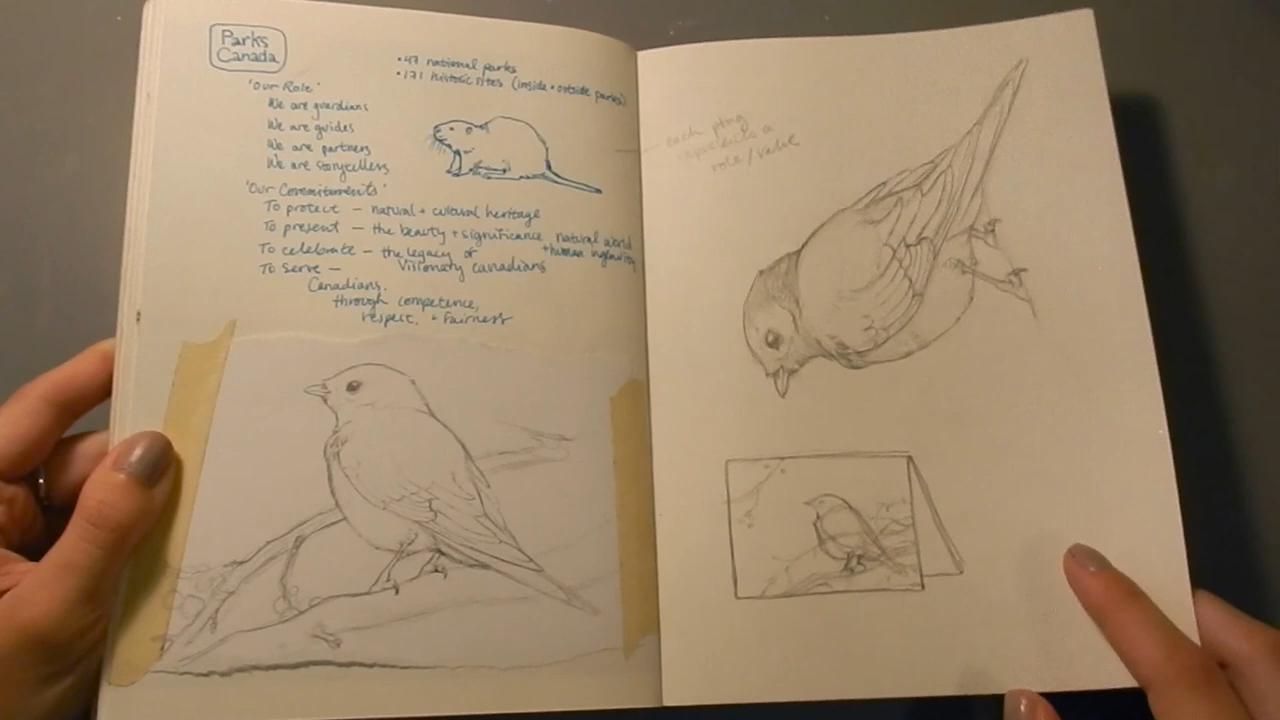 Parks
Canada
• 47 national parks
• 171 historic sites (inside + outside parks)
'Our Role'
We are guardians
We are guides
We are partners
We are storytellers
'Our Commitments'
To protect — natural + cultural heritage
To present — the beauty + significance natural world
+ human ingenuity
To celebrate — the legacy of
visionary canadians
To serve —
Canadians.
through competence,
respect, + fairness
each
represents a
role/value